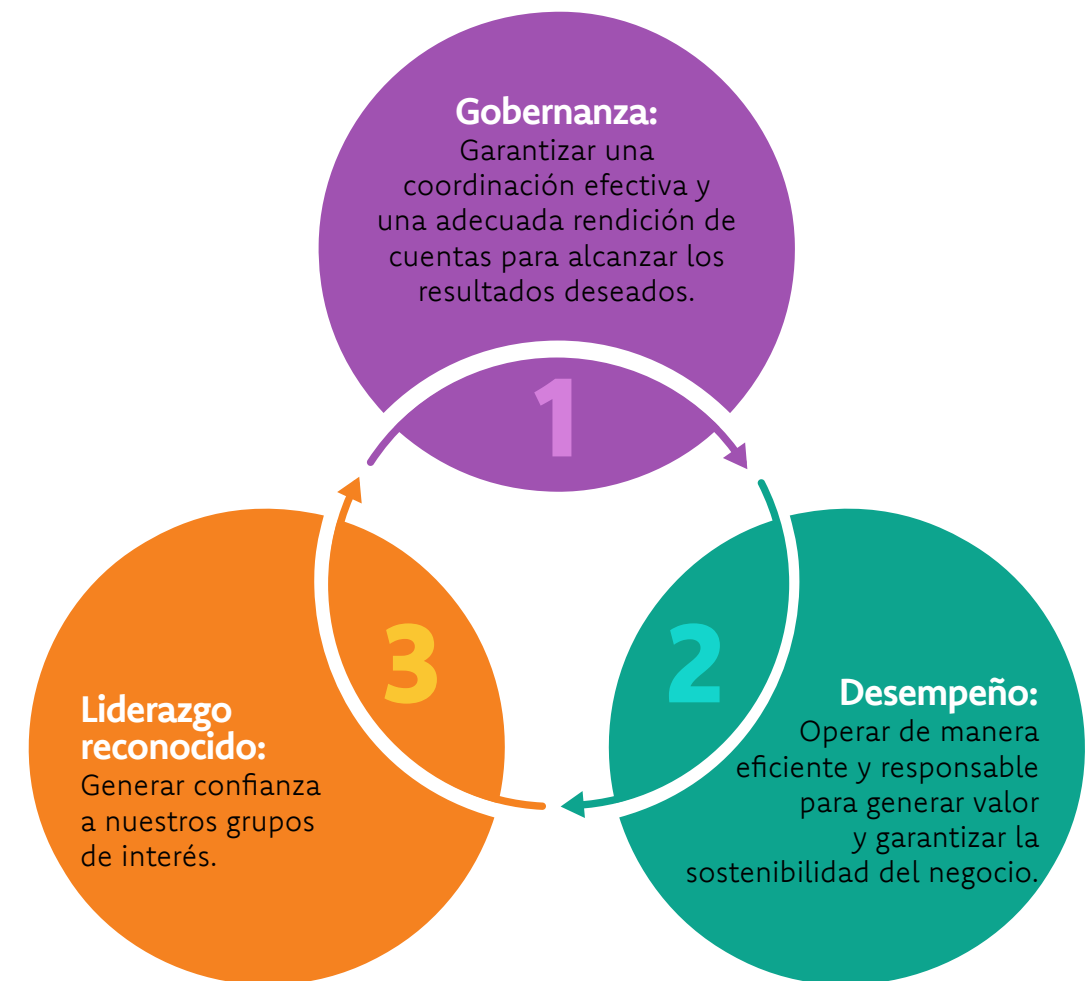 Gobernanza:
Garantizar una
coordinación efectiva y
una adecuada rendición de
cuentas para alcanzar los
resultados deseados.
1
2
Desempeño:
Operar de manera
eficiente y responsable
para generar valor
y garantizar la
sostenibilidad del negocio.
3
Liderazgo
reconocido:
Generar confianza
a nuestros grupos
de interés.